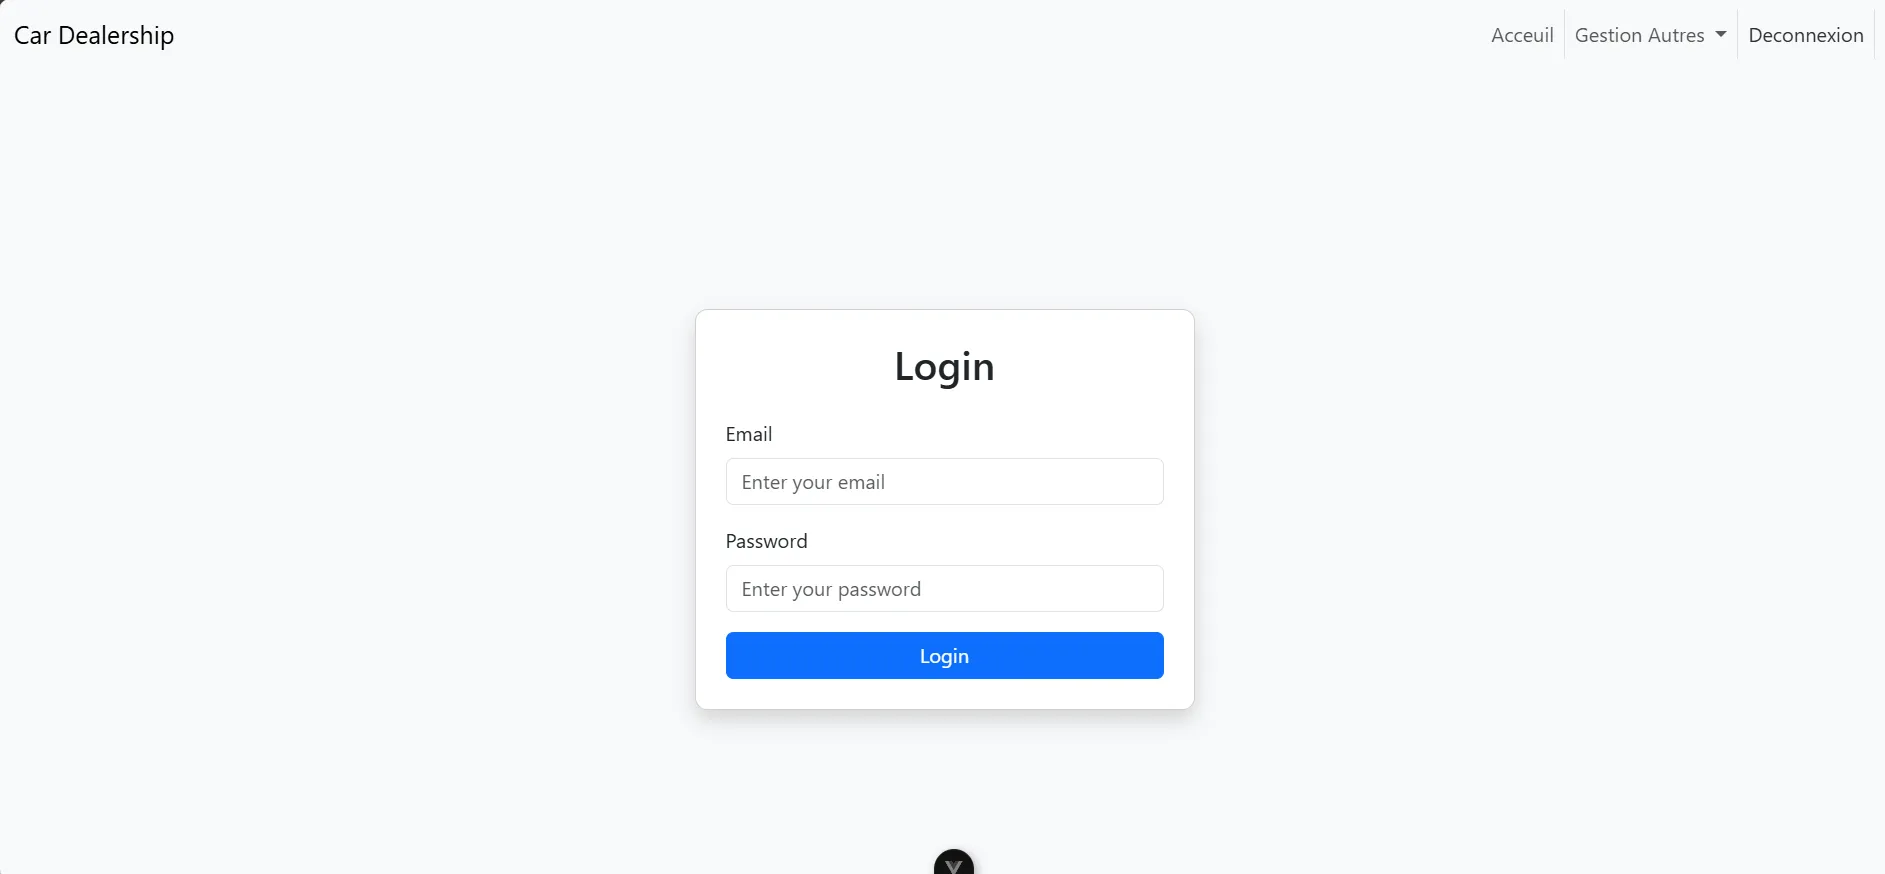 Car Dealership
Acceuil
Gestion Autres
Deconnexion
Login
Email
Enter your email
Password
Enter your password
Login